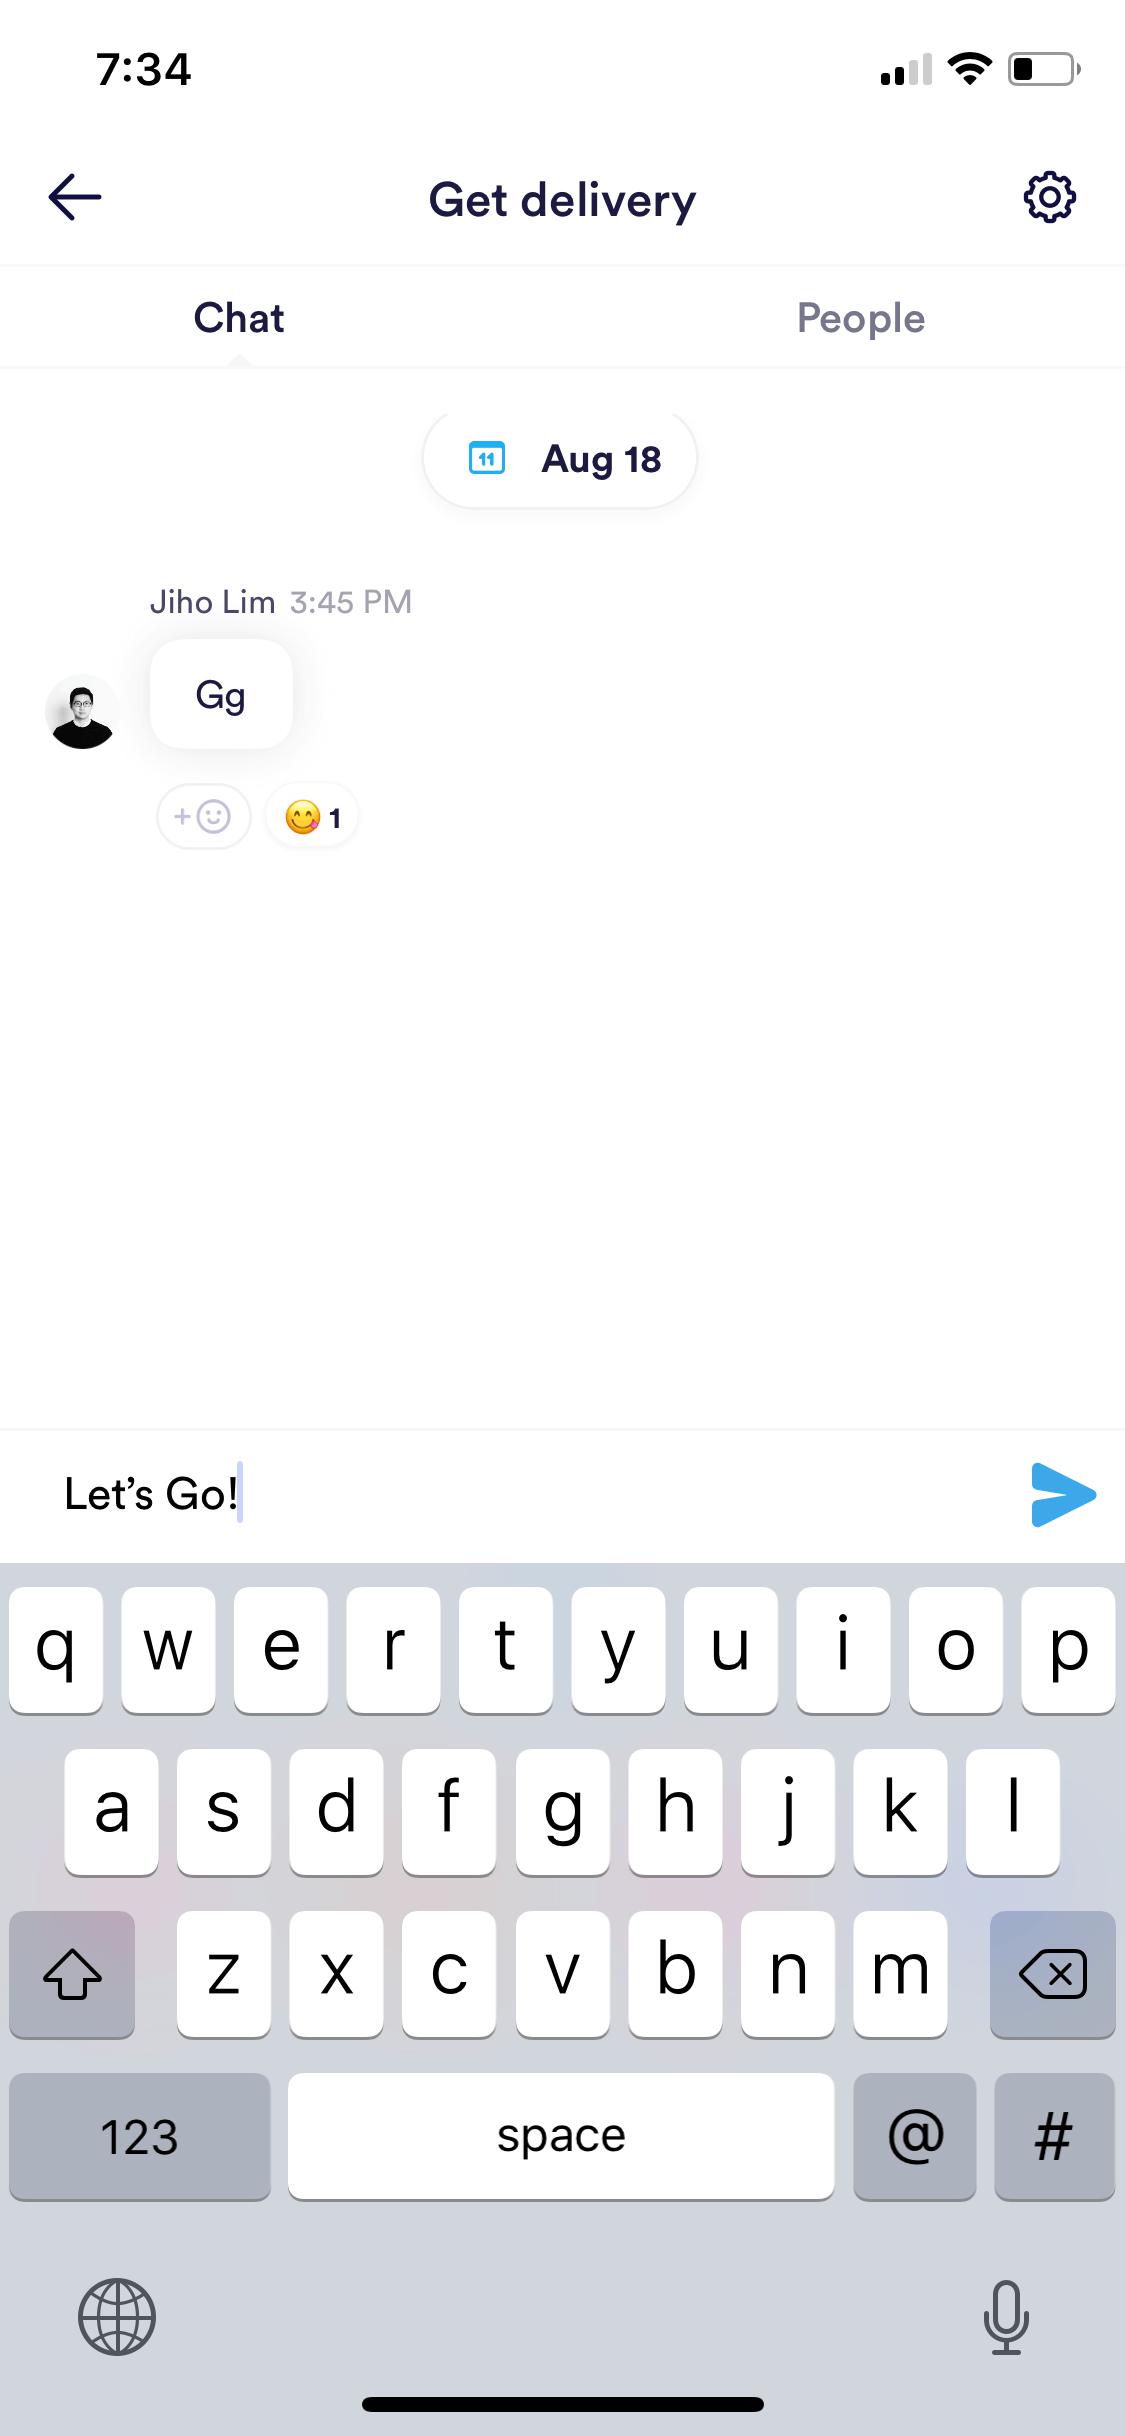 7:34
Get delivery
Chat People
11 Aug 18
Jiho Lim 3:45 PM
Gg
+ 😋 1
Let’s Go!
q w e r t y u i o p
a s d f g h j k l
z x c v b n m
123 space @ #